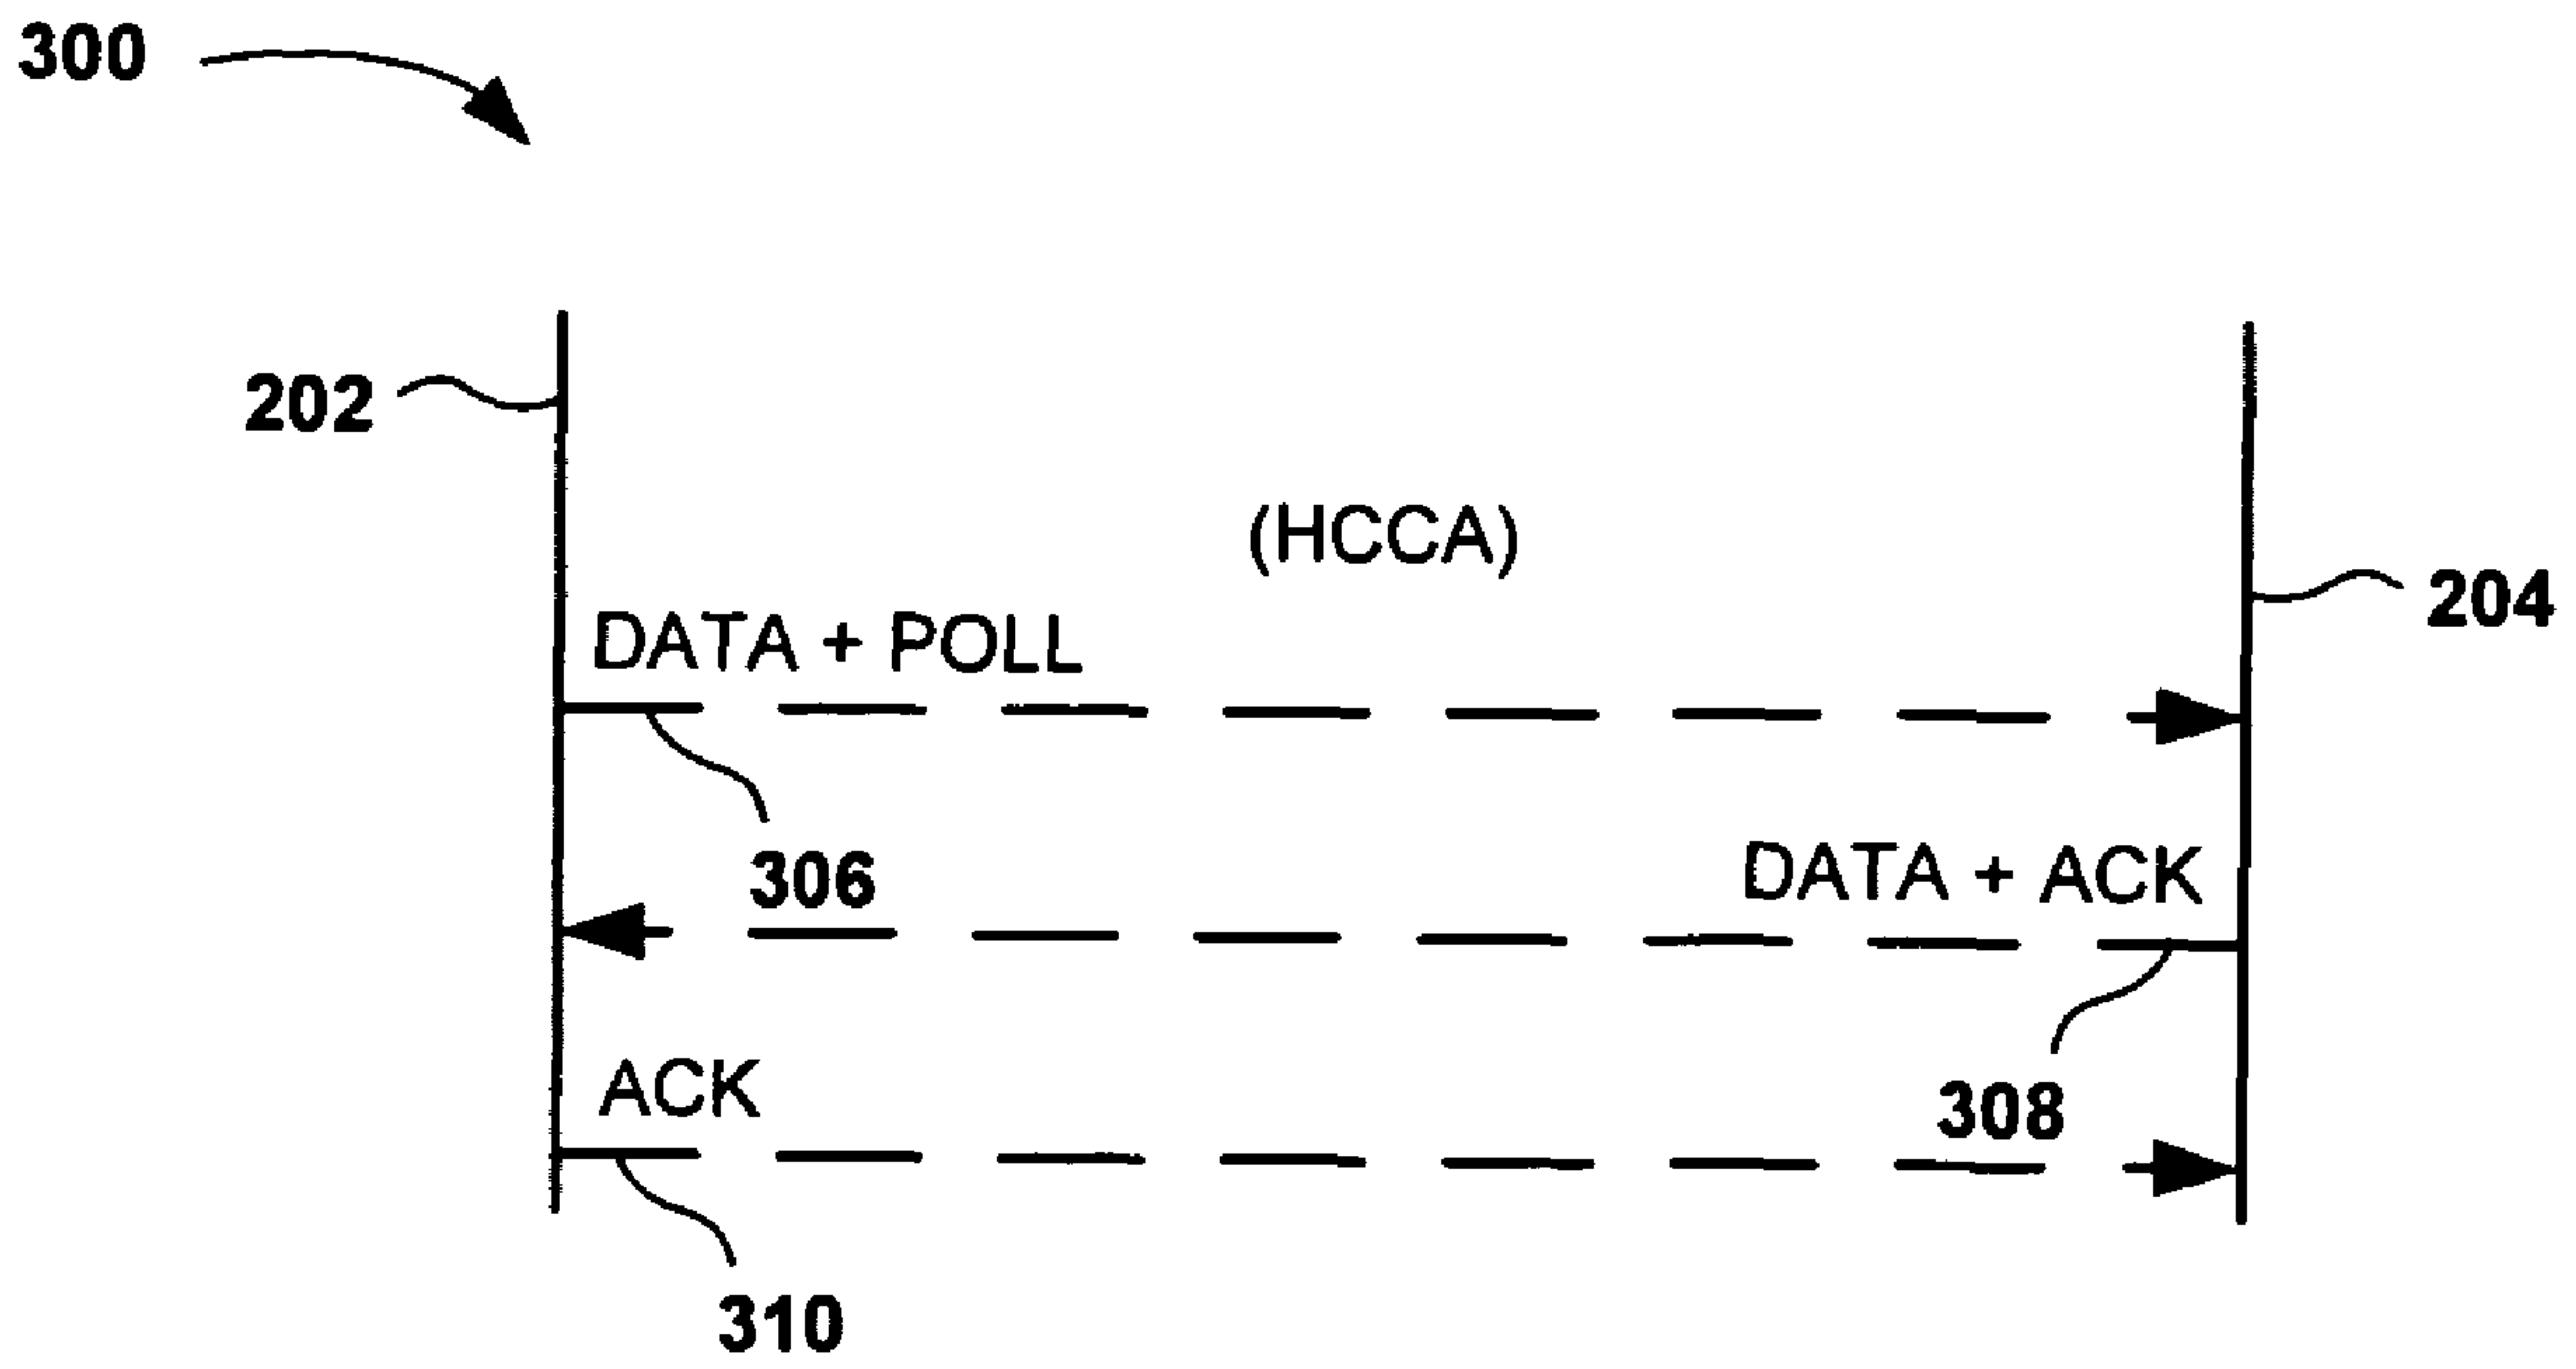 300
202
(HCCA)
204
DATA + POLL
306
DATA + ACK
308
ACK
310